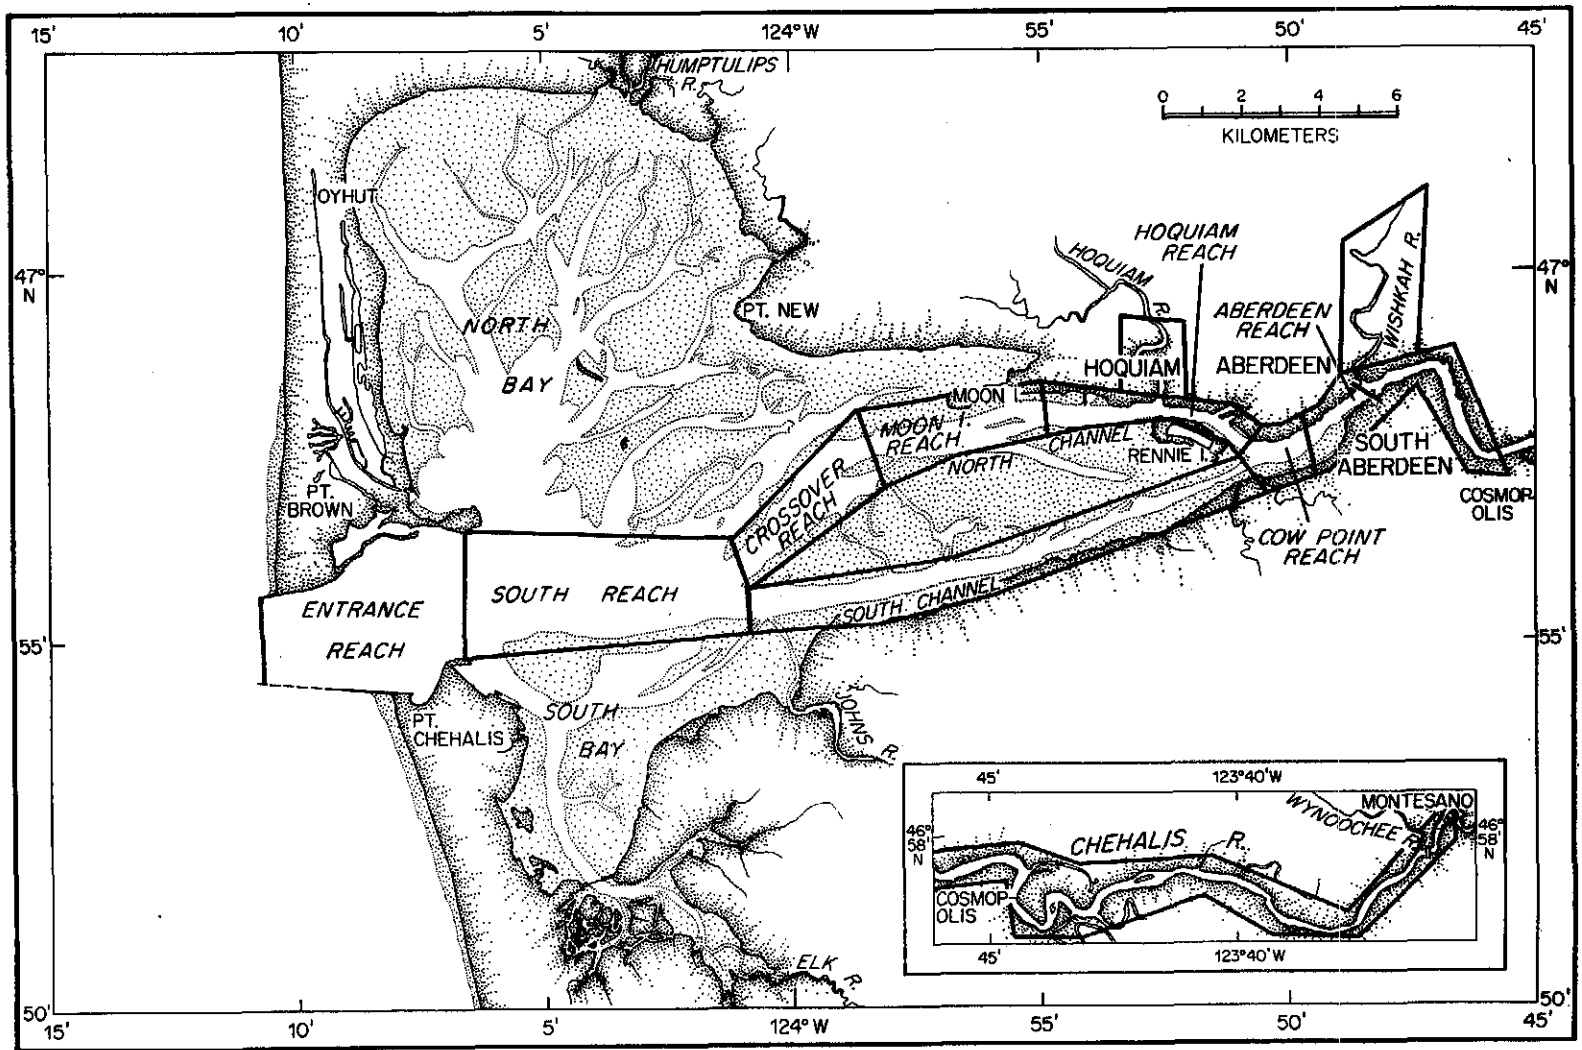 15'
10'
5'
124°W
55'
50'
45'
HUMPTULIPS
R.
0 2 4 6
KILOMETERS
OYHUT
47°
N
47°
N
HOQUIAM
REACH
HOQUIAM
R.
WISHKAH R.
ABERDEEN
REACH
PT. NEW
NORTH
BAY
HOQUIAM
ABERDEEN
MOON I.
MOON I.
REACH
CHANNEL
NORTH
RENNIE I.
SOUTH
ABERDEEN
COSMOP
OLIS
PT.
BROWN
CROSSOVER
REACH
COW POINT
REACH
ENTRANCE
REACH
SOUTH REACH
SOUTH CHANNEL
55'
55'
PT.
CHEHALIS
SOUTH
BAY
JOHNS
R.
45'
123°40'W
WYNOOCHEE R.
MONTESANO
46°
58'
N
46°
58'
N
CHEHALIS R.
COSMOP
OLIS
45'
123°40'W
ELK R.
50'
50'
15'
10'
5'
124°W
55'
50'
45'